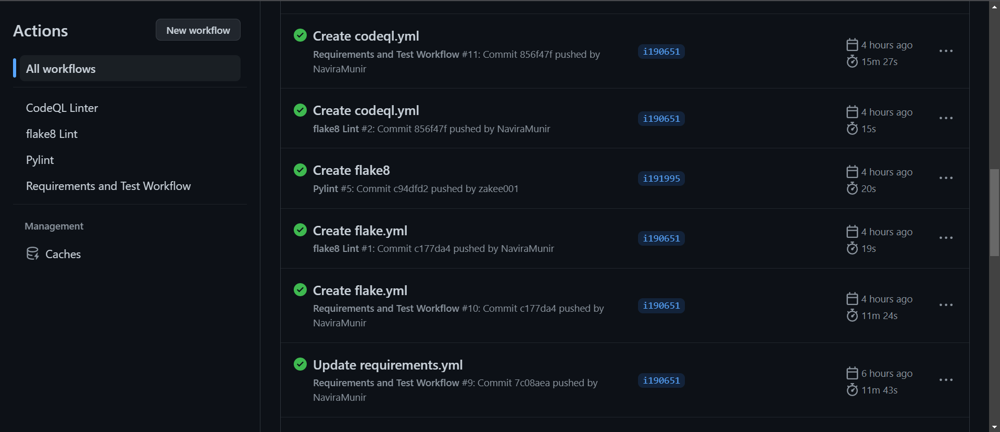 Actions
New workflow
All workflows
CodeQL Linter
flake8 Lint
Pylint
Requirements and Test Workflow
Management
Caches
Create codeql.yml
Requirements and Test Workflow #11: Commit 856f47f pushed by
NaviraMunir
i190651
4 hours ago
15m 27s
Create codeql.yml
flake8 Lint #2: Commit 856f47f pushed by NaviraMunir
i190651
4 hours ago
15s
Create flake8
Pylint #5: Commit c94dfd2 pushed by zakee001
i191995
4 hours ago
20s
Create flake.yml
flake8 Lint #1: Commit c177da4 pushed by NaviraMunir
i190651
4 hours ago
19s
Create flake.yml
Requirements and Test Workflow #10: Commit c177da4 pushed by
NaviraMunir
i190651
4 hours ago
11m 24s
Update requirements.yml
Requirements and Test Workflow #9: Commit 7c08aea pushed by
NaviraMunir
i190651
6 hours ago
11m 43s